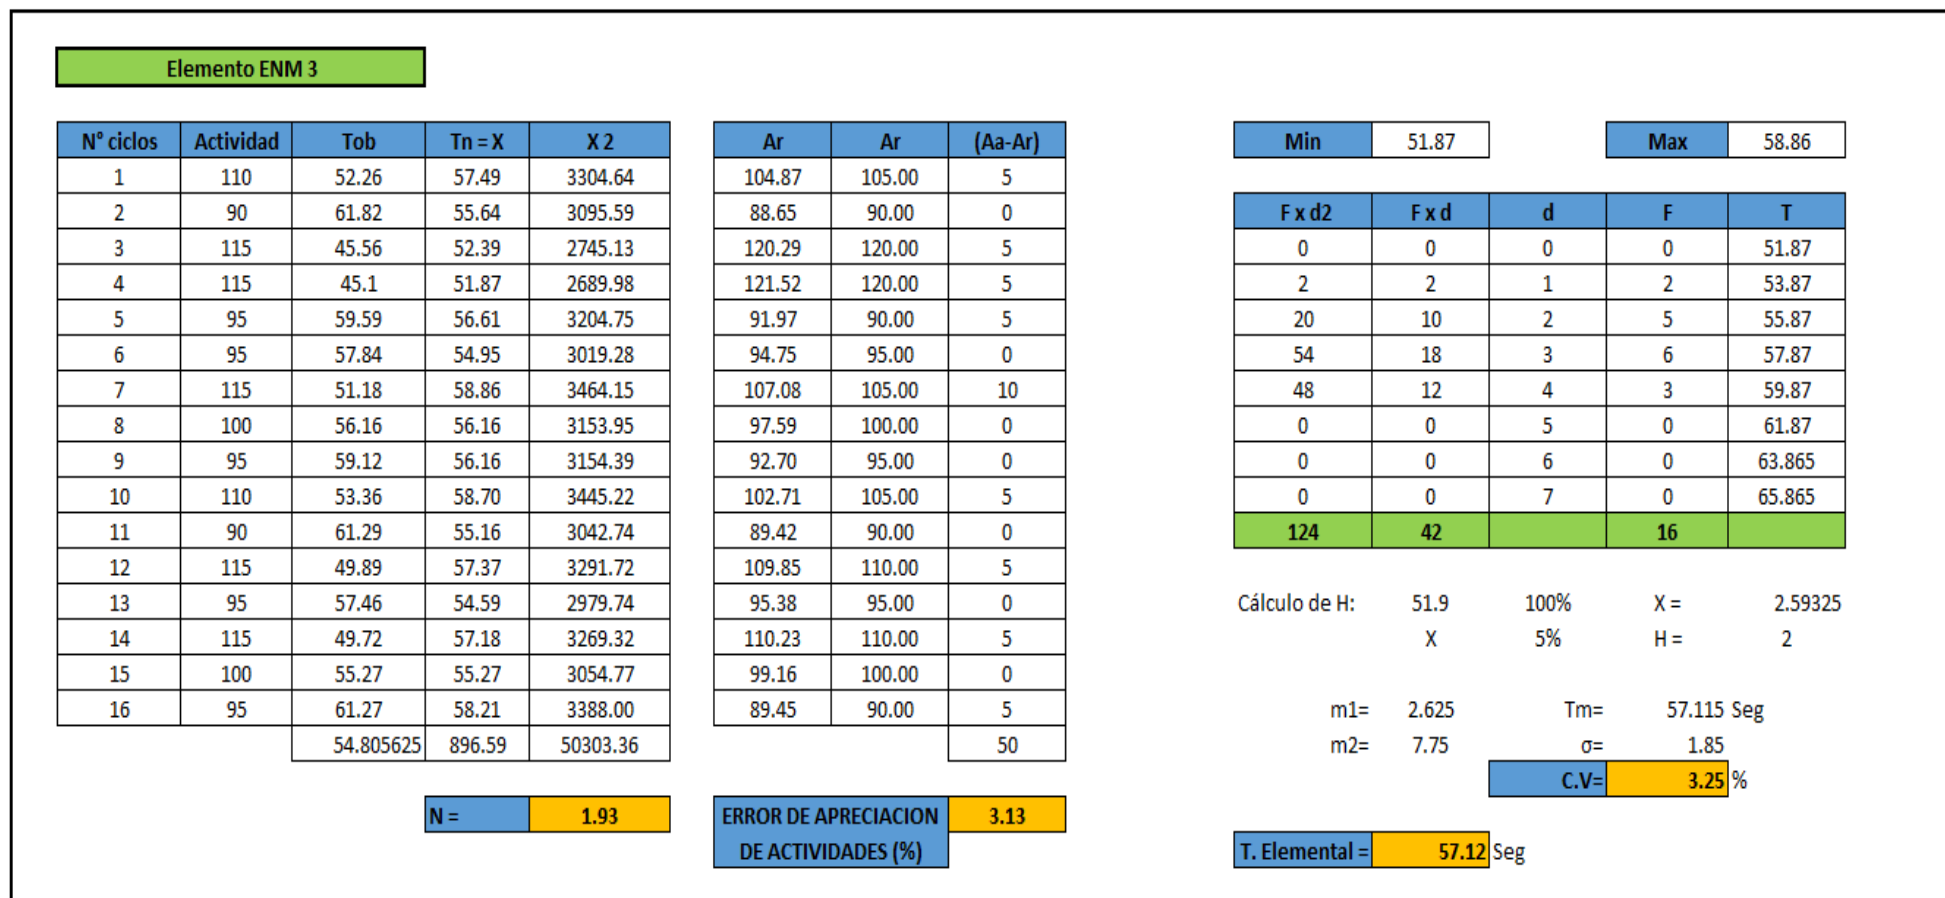 Elemento ENM 3
N° ciclos Actividad Tob Tn = X X 2 Ar Ar (Aa-Ar) Min 51.87 Max 58.86
1 110 52.26 57.49 3304.64 104.87 105.00 5
2 90 61.82 55.64 3095.59 88.65 90.00 0 F x d2 F x d d F T
3 115 45.56 52.39 2745.13 120.29 120.00 5 0 0 0 0 51.87
4 115 45.1 51.87 2689.98 121.52 120.00 5 2 2 1 2 53.87
5 95 59.59 56.61 3204.75 91.97 90.00 5 20 10 2 5 55.87
6 95 57.84 54.95 3019.28 94.75 95.00 0 54 18 3 6 57.87
7 115 51.18 58.86 3464.15 107.08 105.00 10 48 12 4 3 59.87
8 100 56.16 56.16 3153.95 97.59 100.00 0 0 0 5 0 61.87
9 95 59.12 56.16 3154.39 92.70 95.00 0 0 0 6 0 63.865
10 110 53.36 58.70 3445.22 102.71 105.00 5 0 0 7 0 65.865
11 90 61.29 55.16 3042.74 89.42 90.00 0 124 42 16
12 115 49.89 57.37 3291.72 109.85 110.00 5
13 95 57.46 54.59 2979.74 95.38 95.00 0 Cálculo de H: 51.9 100% X = 2.59325
14 115 49.72 57.18 3269.32 110.23 110.00 5 X 5% H = 2
15 100 55.27 55.27 3054.77 99.16 100.00 0
16 95 61.27 58.21 3388.00 89.45 90.00 5 m1= 2.625 Tm= 57.115 Seg
54.805625 896.59 50303.36 50 m2= 7.75 σ= 1.85
C.V= 3.25 %
N = 1.93 ERROR DE APRECIACION 3.13
DE ACTIVIDADES (%) T. Elemental = 57.12 Seg